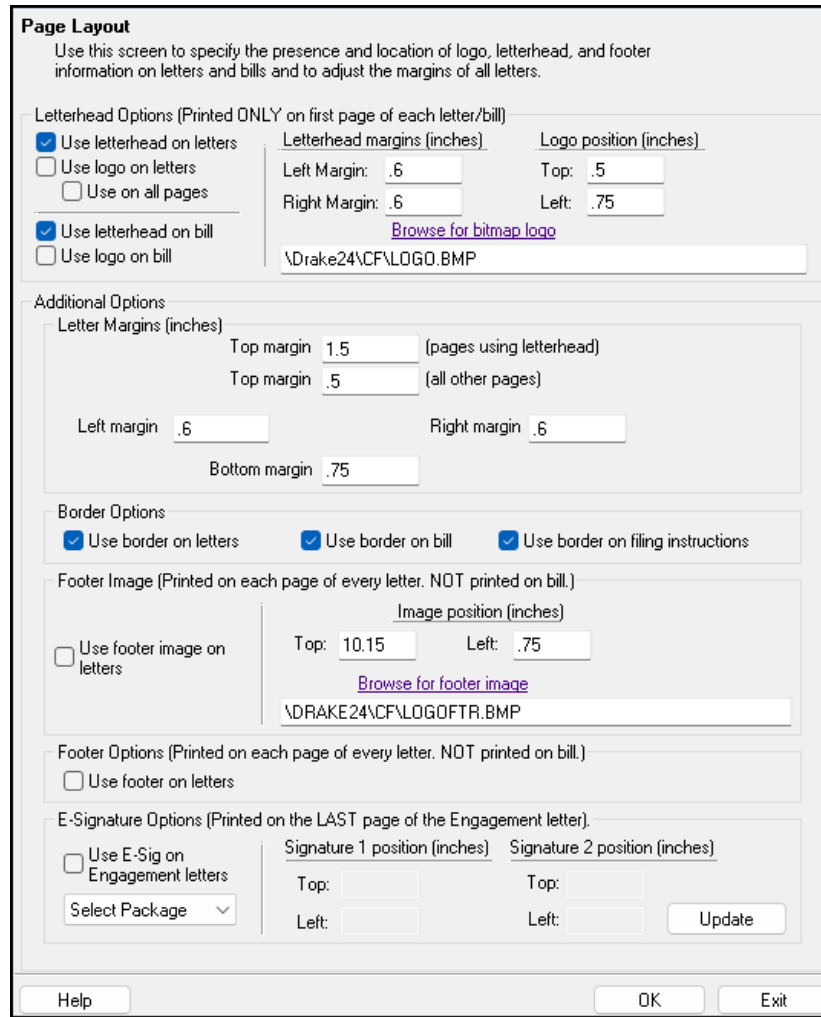 Page Layout
Use this screen to specify the presence and location of logo, letterhead, and footer
information on letters and bills and to adjust the margins of all letters.
Letterhead Options (Printed ONLY on first page of each letter/bill)
Use letterhead on letters
Use logo on letters
Use on all pages
Use letterhead on bill
Use logo on bill
Letterhead margins (inches)
Left Margin: .6
Right Margin: .6
Logo position (inches)
Top: .5
Left: .75
Browse for bitmap logo
\Drake24\CF\LOGO.BMP
Additional Options
Letter Margins (inches)
Top margin 1.5 (pages using letterhead)
Top margin .5 (all other pages)
Left margin .6 Right margin .6
Bottom margin .75
Border Options
Use border on letters Use border on bill Use border on filing instructions
Footer Image (Printed on each page of every letter. NOT printed on bill.)
Use footer image on
letters
Image position (inches)
Top: 10.15 Left: .75
Browse for footer image
\DRAKE24\CF\LOGOFTR.BMP
Footer Options (Printed on each page of every letter. NOT printed on bill.)
Use footer on letters
E-Signature Options (Printed on the LAST page of the Engagement letter).
Use E-Sig on
Engagement letters
Select Package
Signature 1 position (inches)
Top:
Left:
Signature 2 position (inches)
Top:
Left:
Update
Help OK Exit